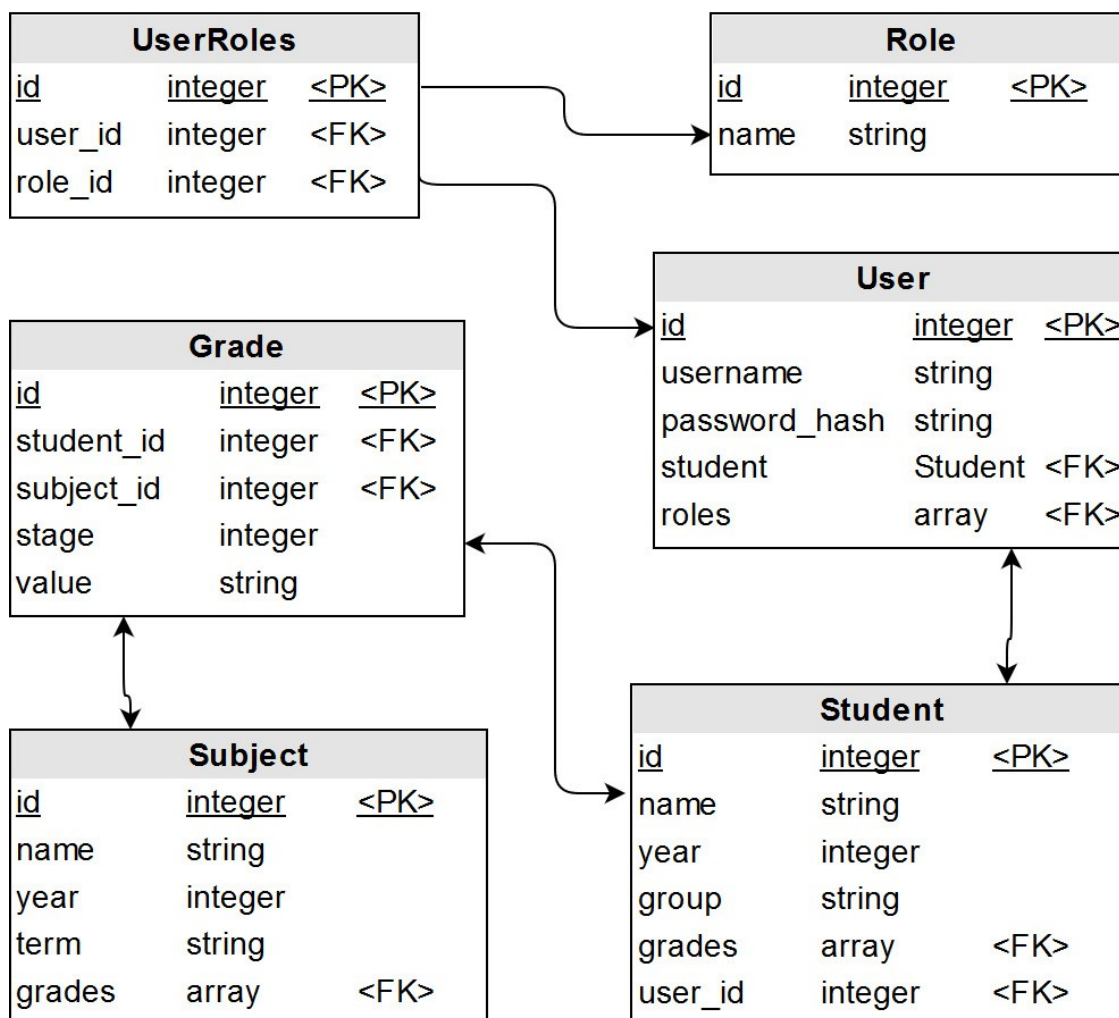 UserRoles
id integer <PK>
user_id integer <FK>
role_id integer <FK>
Role
id integer <PK>
name string
User
id integer <PK>
username string
password_hash string
student Student <FK>
roles array <FK>
Grade
id integer <PK>
student_id integer <FK>
subject_id integer <FK>
stage integer
value string
Subject
id integer <PK>
name string
year integer
term string
grades array <FK>
Student
id integer <PK>
name string
year integer
group string
grades array <FK>
user_id integer <FK>